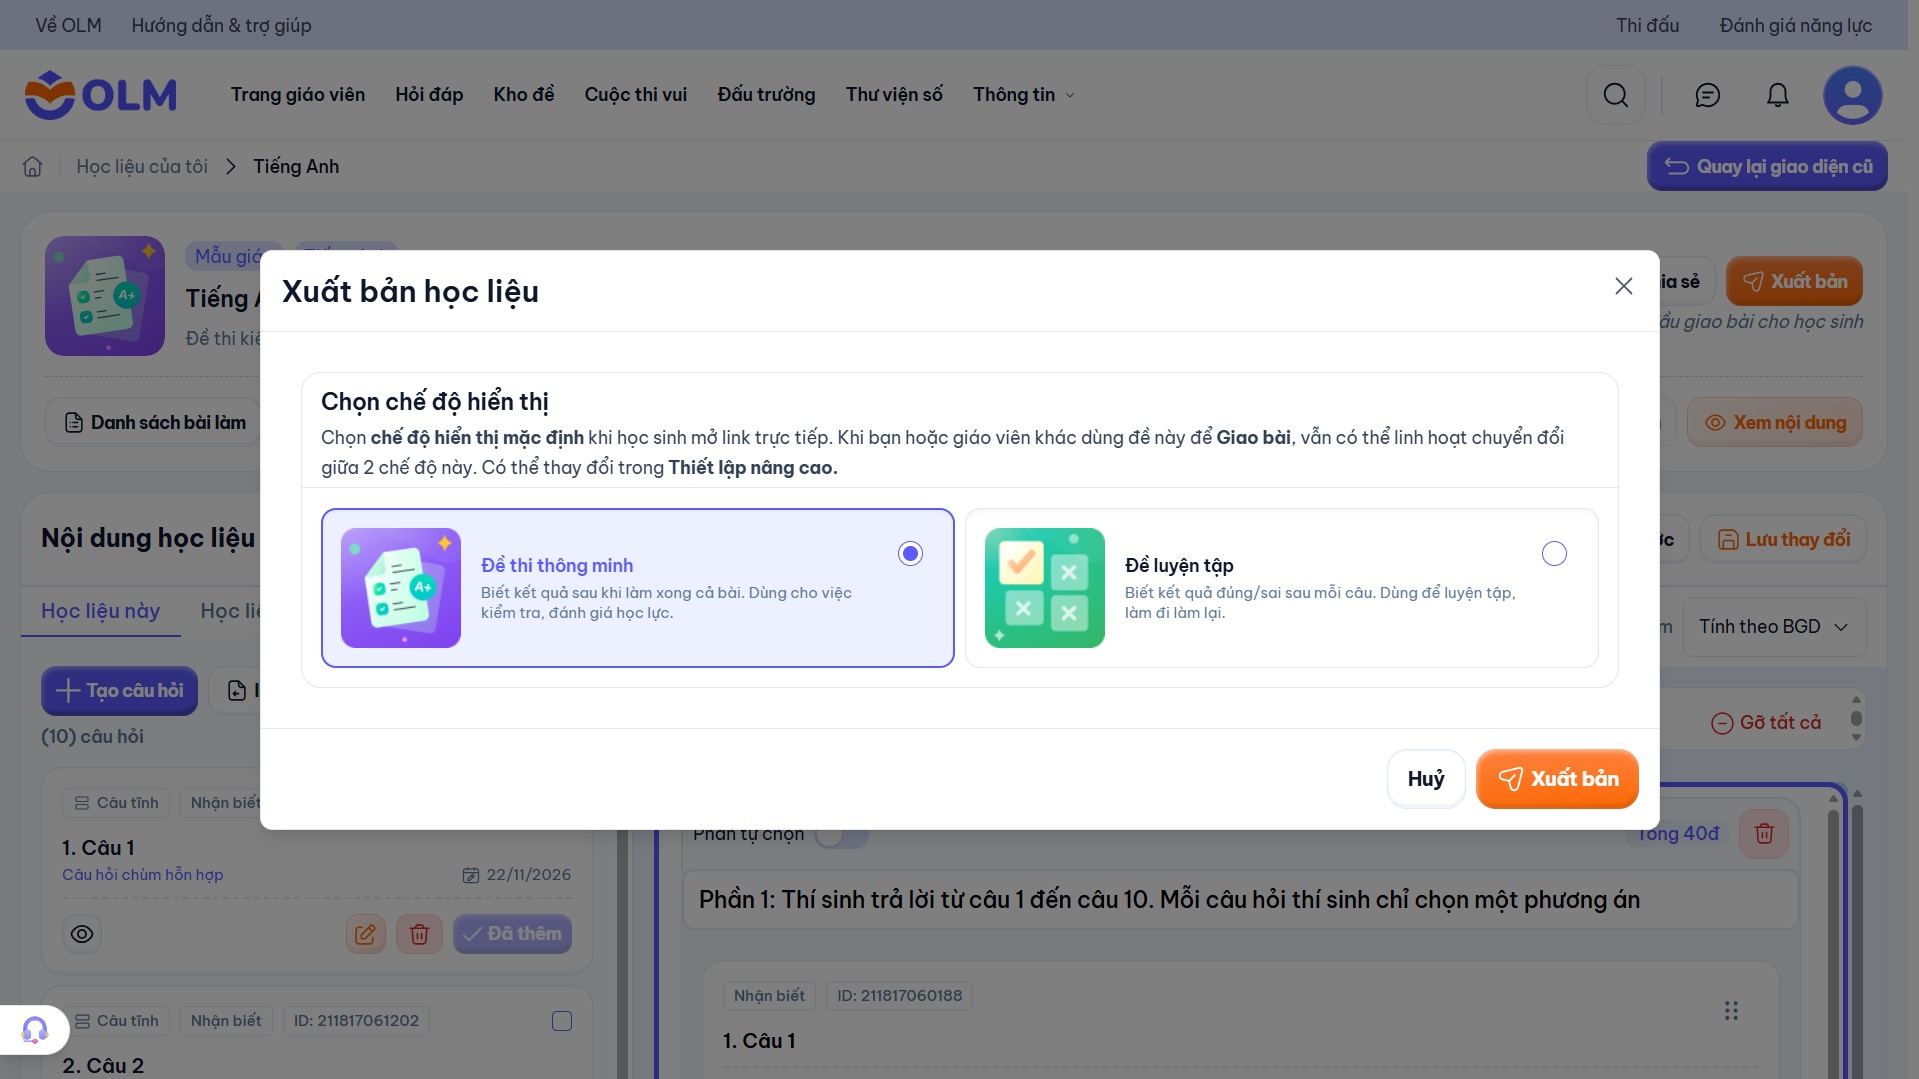 Về OLM
Hướng dẫn & trợ giúp
Thi đấu
Đánh giá năng lực
OLM
Trang giáo viên
Hỏi đáp
Kho đề
Cuộc thi vui
Đấu trường
Thư viện số
Thông tin
Học liệu của tôi
Tiếng Anh
Quay lại giao diện cũ
Mẫu
Tiếng
Đề thi
Xuất bản
giao bài cho học sinh
Danh sách bài làm
Xem nội dung
Xuất bản học liệu
Chọn chế độ hiển thị
Chọn chế độ hiển thị mặc định khi học sinh mở link trực tiếp. Khi bạn hoặc giáo viên khác dùng đề này để Giao bài, vẫn có thể linh hoạt chuyển đổi
giữa 2 chế độ này. Có thể thay đổi trong Thiết lập nâng cao.
Đề thi thông minh
Biết kết quả sau khi làm xong cả bài. Dùng cho việc
kiểm tra, đánh giá học lực.
Đề luyện tập
Biết kết quả đúng/sai sau mỗi câu. Dùng để luyện tập,
làm đi làm lại.
Huỷ
Xuất bản
Nội dung học liệu
Lưu thay đổi
Học liệu này
Học
Tính theo BGD
Tạo câu hỏi
Gỡ tất cả
(10) câu hỏi
Câu tĩnh
Nhận biết
1. Câu 1
Câu hỏi chùm hỗn hợp
22/11/2026
Đã thêm
Câu tĩnh
Nhận biết
ID: 211817061202
2. Câu 2
Phần tự chọn
Tổng 40đ
Phần 1: Thí sinh trả lời từ câu 1 đến câu 10. Mỗi câu hỏi thí sinh chỉ chọn một phương án
Nhận biết
ID: 211817060188
1. Câu 1